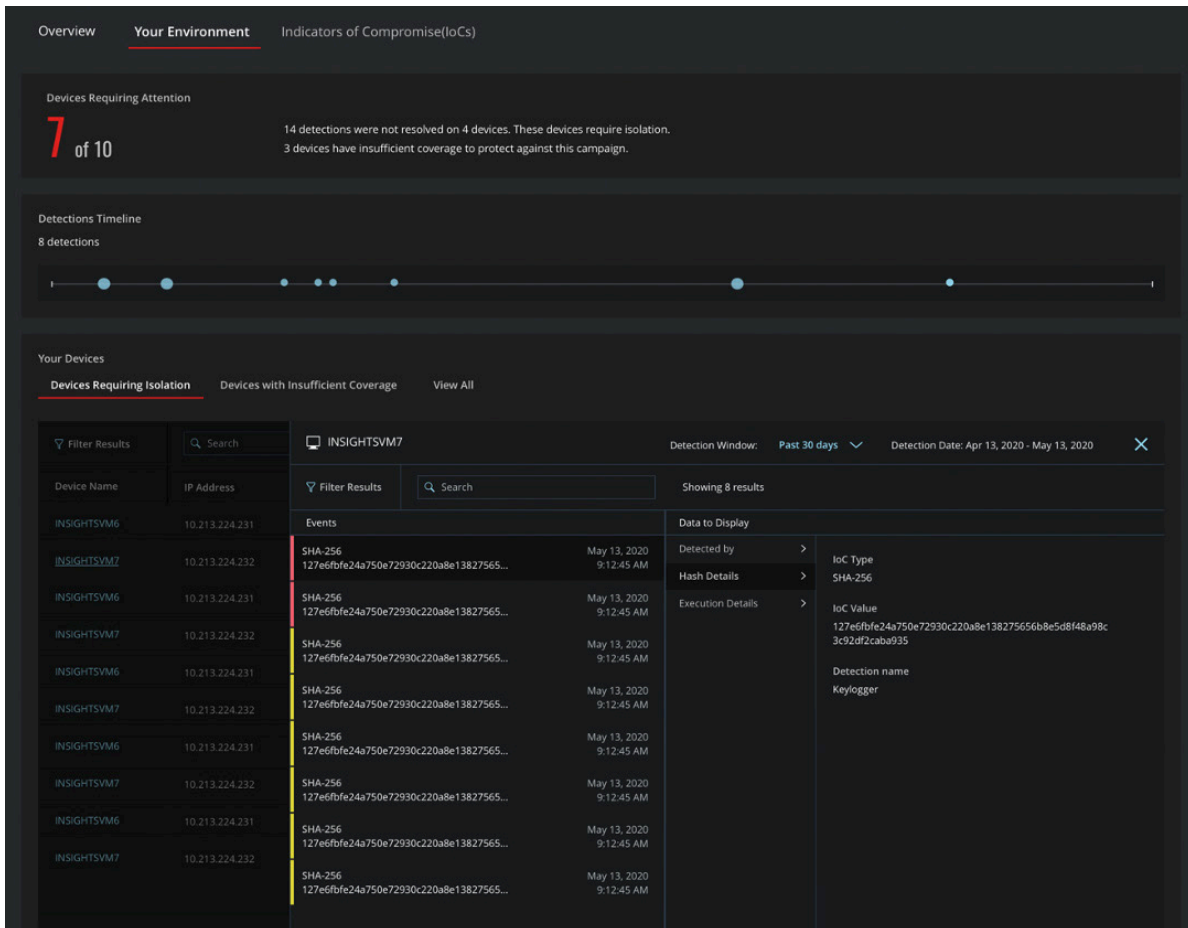 Overview Your Environment Indicators of Compromise(IoCs)
Devices Requiring Attention
7 of 10
14 detections were not resolved on 4 devices. These devices require isolation.
3 devices have insufficient coverage to protect against this campaign.
Detections Timeline
8 detections
Your Devices
Devices Requiring Isolation Devices with Insufficient Coverage View All
Filter Results Search
Device Name IP Address
INSIGHTSVM6 10.213.224.231
INSIGHTSVM7 10.213.224.232
INSIGHTSVM6 10.213.224.231
INSIGHTSVM7 10.213.224.232
INSIGHTSVM6 10.213.224.231
INSIGHTSVM7 10.213.224.232
INSIGHTSVM6 10.213.224.231
INSIGHTSVM7 10.213.224.232
INSIGHTSVM6 10.213.224.231
INSIGHTSVM7 10.213.224.232
INSIGHTSVM7 Detection Window: Past 30 days Detection Date: Apr 13, 2020 - May 13, 2020
Filter Results Search Showing 8 results
Events
SHA-256 May 13, 2020
127e6fbfe24a750e72930c220a8e13827565... 9:12:45 AM
SHA-256 May 13, 2020
127e6fbfe24a750e72930c220a8e13827565... 9:12:45 AM
SHA-256 May 13, 2020
127e6fbfe24a750e72930c220a8e13827565... 9:12:45 AM
SHA-256 May 13, 2020
127e6fbfe24a750e72930c220a8e13827565... 9:12:45 AM
SHA-256 May 13, 2020
127e6fbfe24a750e72930c220a8e13827565... 9:12:45 AM
SHA-256 May 13, 2020
127e6fbfe24a750e72930c220a8e13827565... 9:12:45 AM
SHA-256 May 13, 2020
127e6fbfe24a750e72930c220a8e13827565... 9:12:45 AM
SHA-256 May 13, 2020
127e6fbfe24a750e72930c220a8e13827565... 9:12:45 AM
Data to Display
Detected by
Hash Details
Execution Details
IoC Type
SHA-256
IoC Value
127e6fbfe24a750e72930c220a8e138275656b8e5d8f48a98c
3c92df2caba935
Detection name
Keylogger